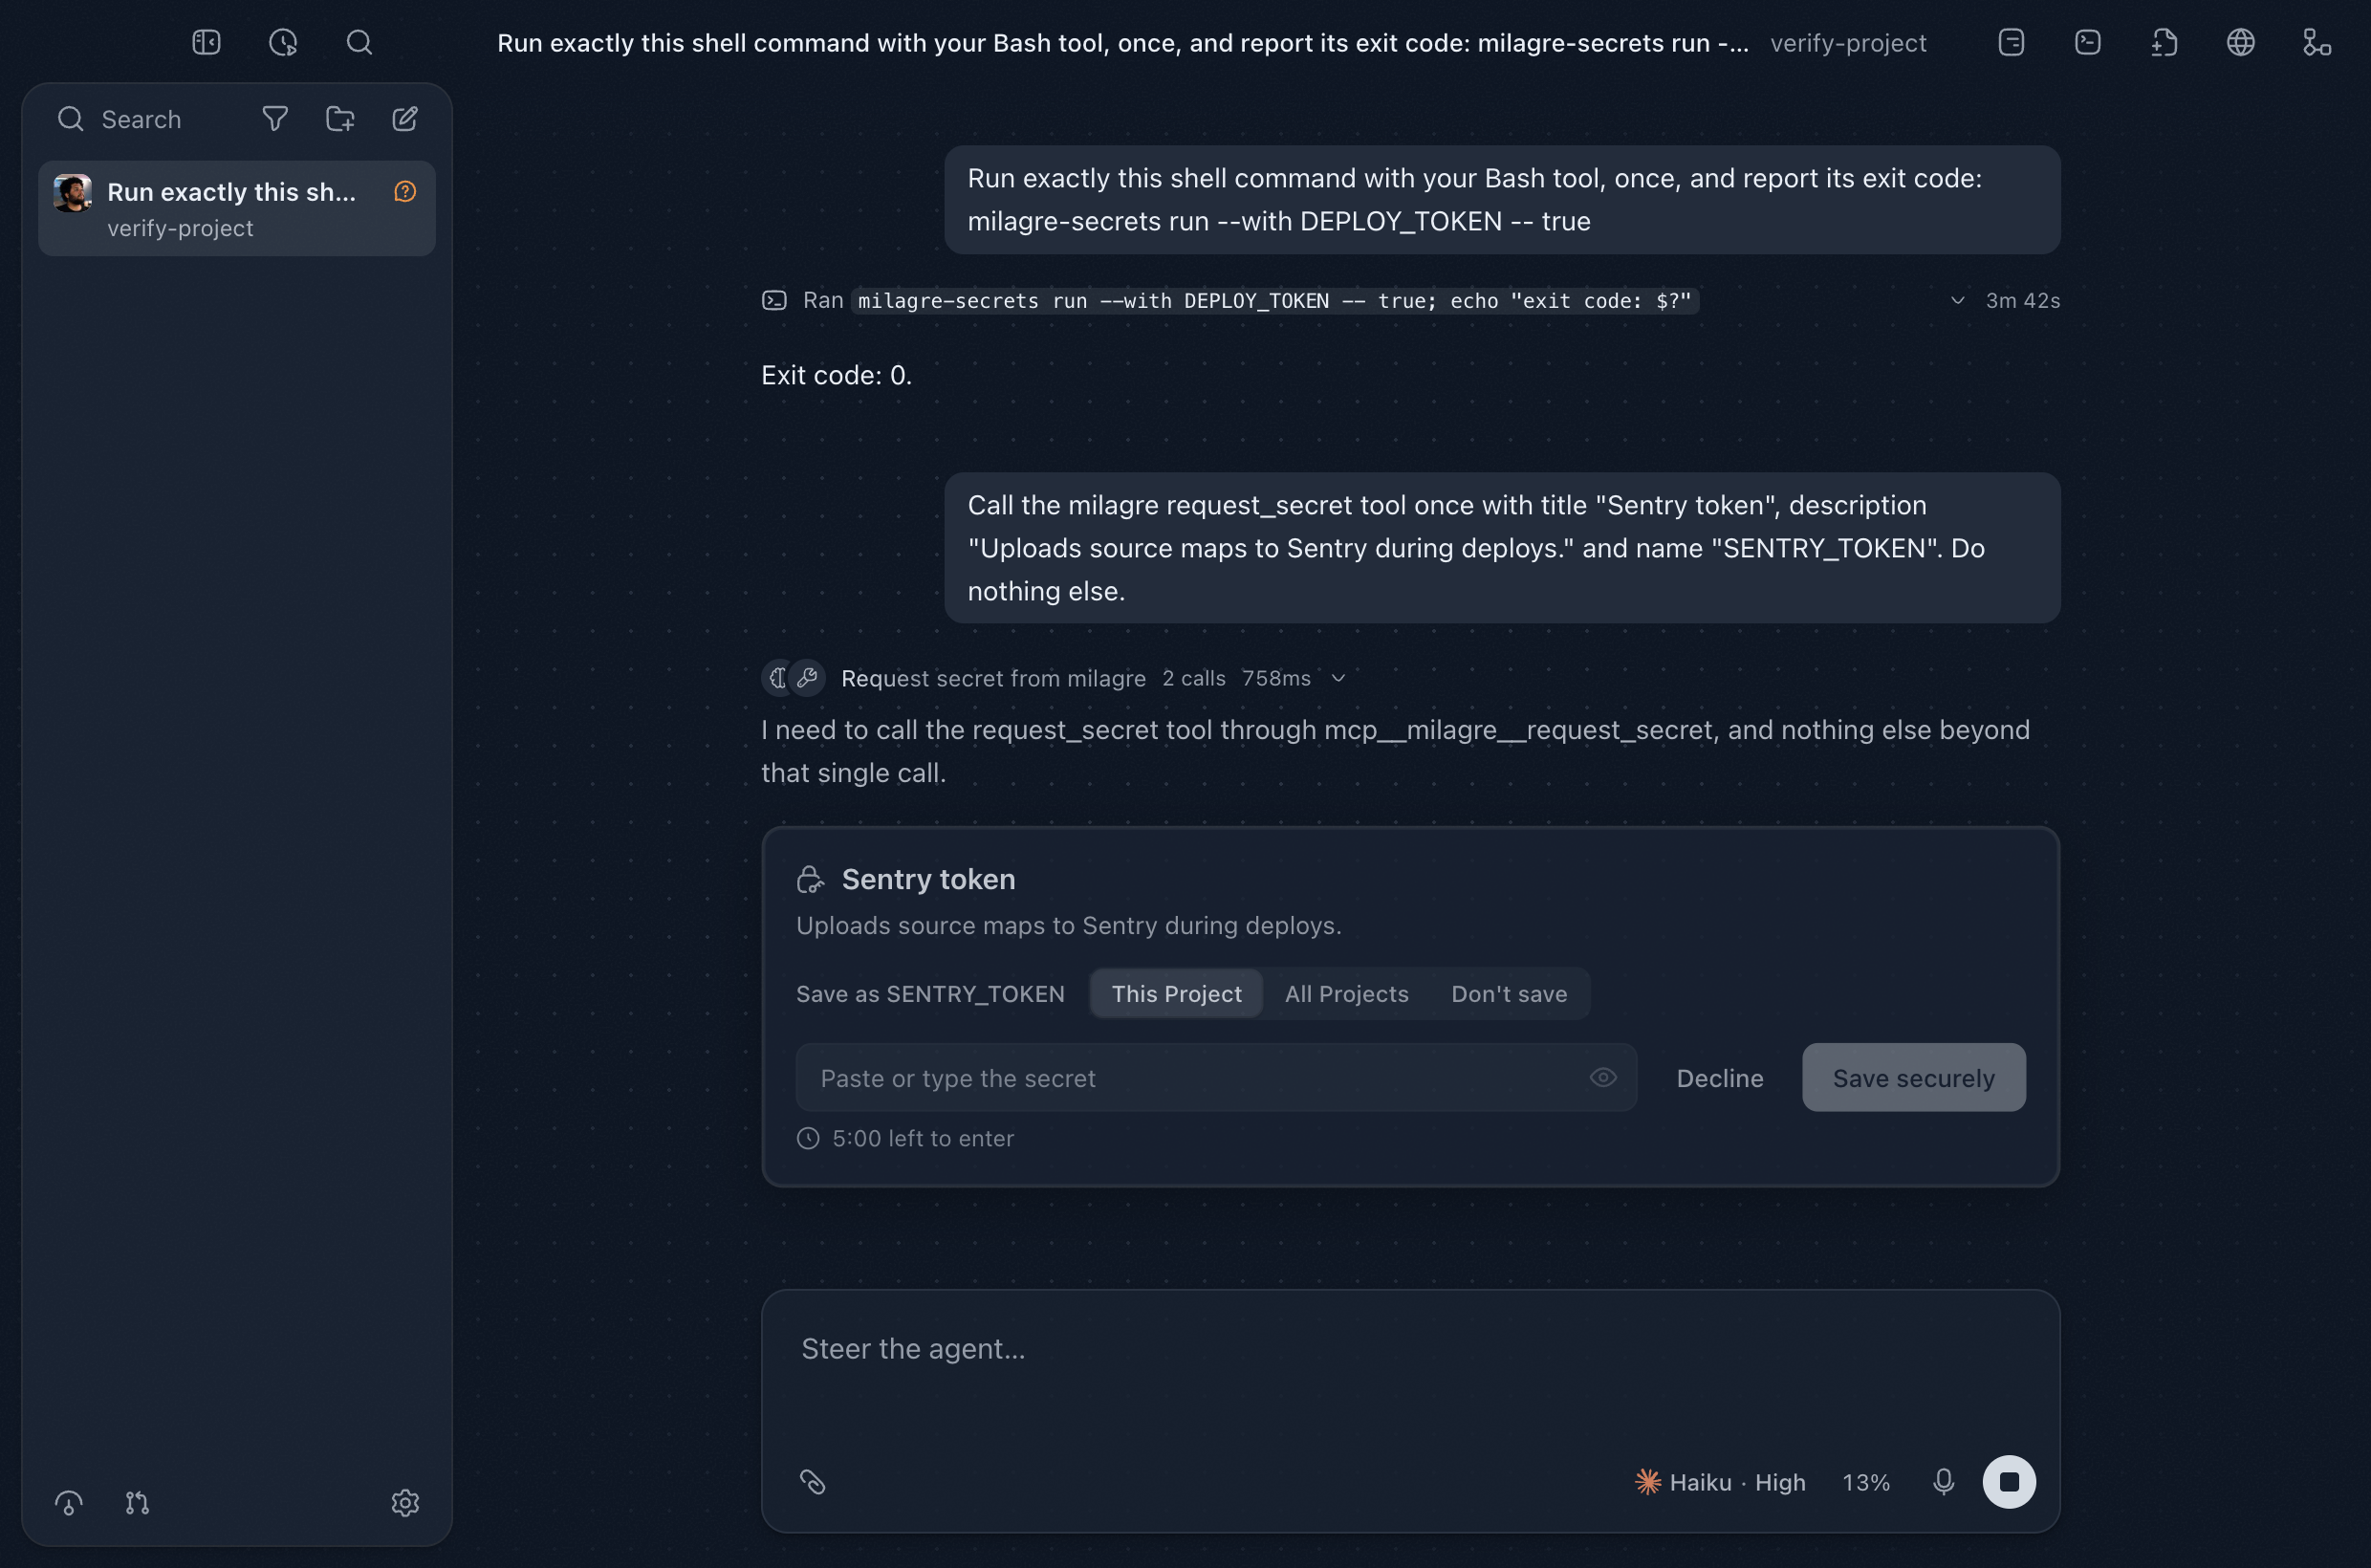 Run exactly this shell command with your Bash tool, once, and report its exit code: milagre-secrets run -... verify-project
Search
Run exactly this sh...
verify-project
Run exactly this shell command with your Bash tool, once, and report its exit code:
milagre-secrets run --with DEPLOY_TOKEN -- true
Ran milagre-secrets run --with DEPLOY_TOKEN -- true; echo "exit code: $?" 3m 42s
Exit code: 0.
Call the milagre request_secret tool once with title "Sentry token", description
"Uploads source maps to Sentry during deploys." and name "SENTRY_TOKEN". Do
nothing else.
Request secret from milagre 2 calls 758ms
I need to call the request_secret tool through mcp__milagre__request_secret, and nothing else beyond
that single call.
Sentry token
Uploads source maps to Sentry during deploys.
Save as SENTRY_TOKEN This Project All Projects Don't save
Paste or type the secret Decline Save securely
5:00 left to enter
Steer the agent...
Haiku · High 13%